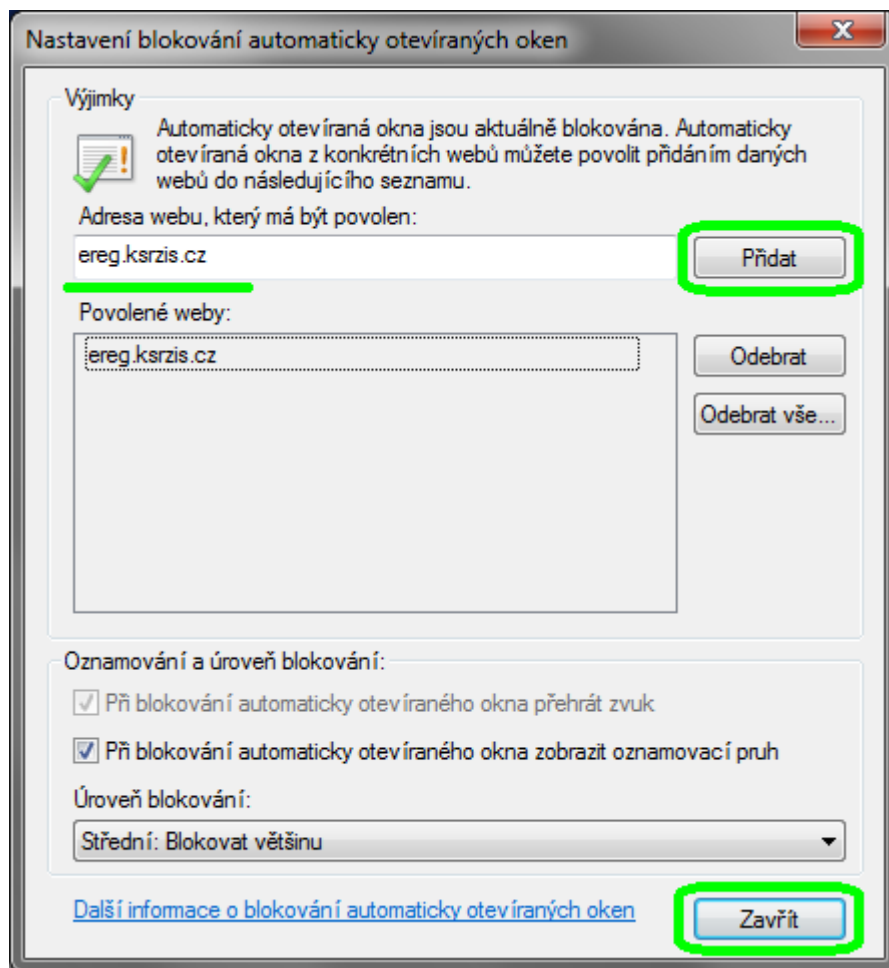 Nastavení blokování automaticky otevíraných oken
Výjimky
Automaticky otevíraná okna jsou aktuálně blokována. Automaticky
otevíraná okna z konkrétních webů můžete povolit přidáním daných
webů do následujícího seznamu.
Adresa webu, který má být povolen:
ereg.ksrzis.cz
Přidat
Povolené weby:
ereg.ksrzis.cz
Odebrat
Odebrat vše...
Oznamování a úroveň blokování:
Při blokování automaticky otevíraného okna přehrát zvuk
Při blokování automaticky otevíraného okna zobrazit oznamovací pruh
Úroveň blokování:
Střední: Blokovat většinu
Další informace o blokování automaticky otevíraných oken
Zavřít